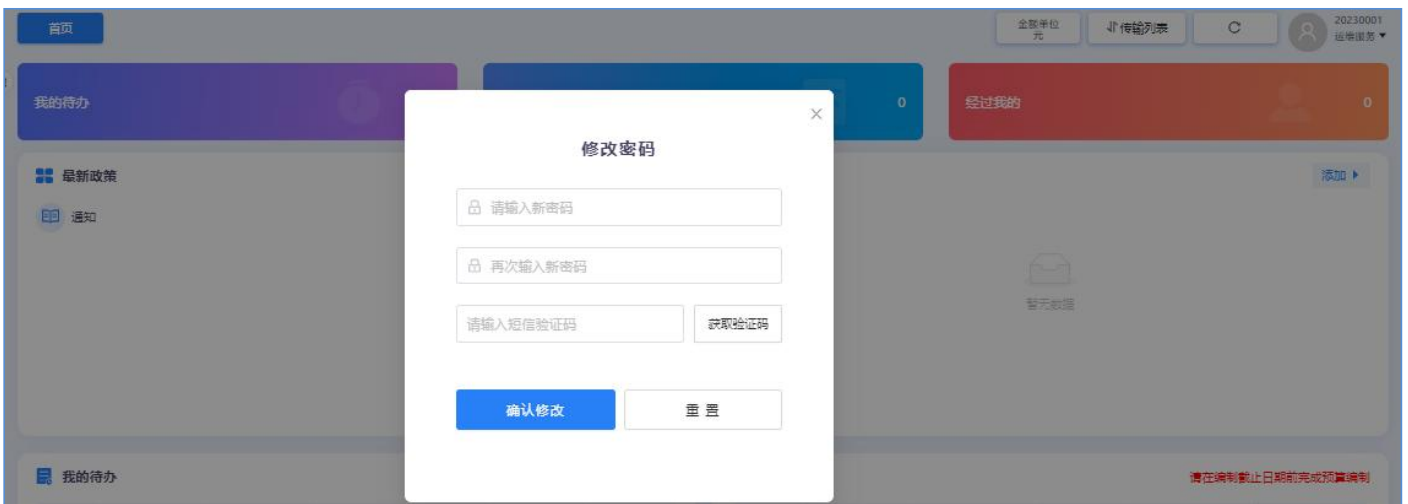 首页
金额单位
元
传输列表
20230001
运维服务
我的待办
0
经过我的
0
修改密码
请输入新密码
再次输入新密码
请输入短信验证码
获取验证码
确认修改
重置
最新政策
添加
通知
暂无数据
我的待办
请在编制截止日期前完成预算编制